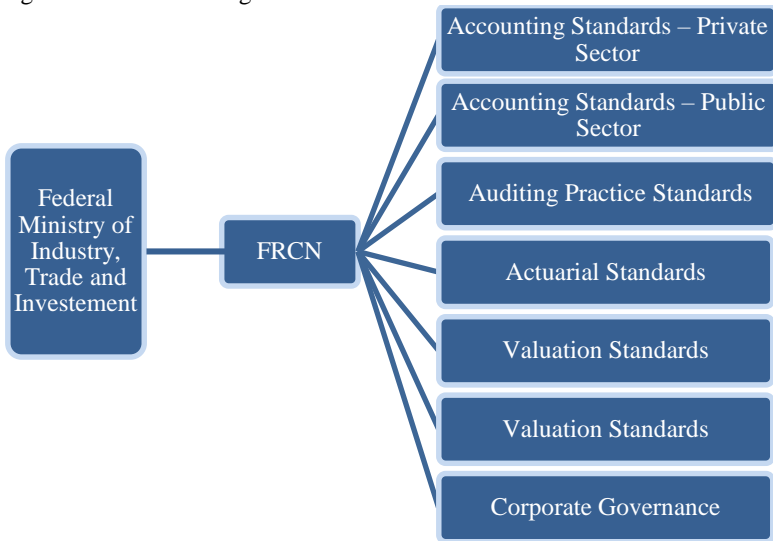 Accounting Standards – Private
Sector
Accounting Standards – Public
Sector
Federal
Ministry of
Industry,
Trade and
Investement
FRCN
Auditing Practice Standards
Actuarial Standards
Valuation Standards
Valuation Standards
Corporate Governance